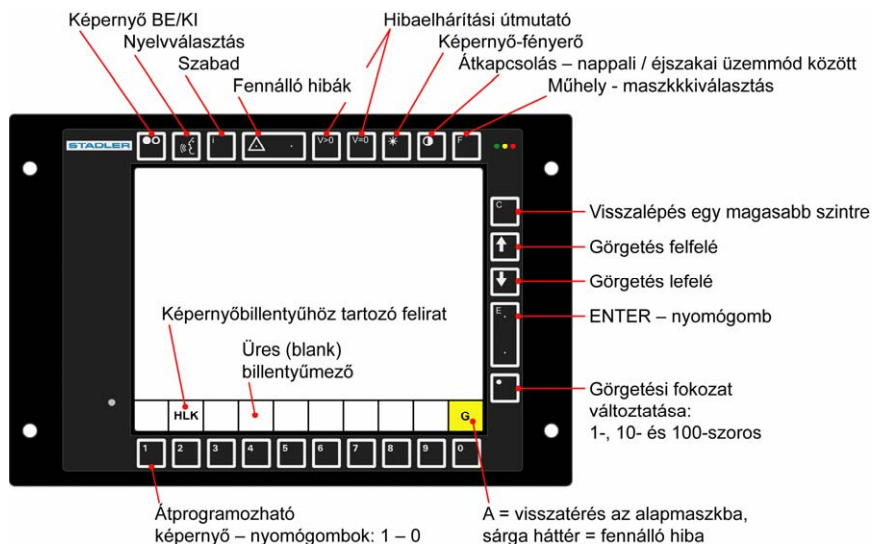 Képernyő BE/KI
Nyelvválasztás
Szabad
Fennálló hibák
Hibaelhárítási útmutató
Képernyő-fényerő
Átkapcsolás – nappali / éjszakai üzemmód között
Műhely - maszkkkiválasztás
STADLER
I
V>0
V=0
F
C
Visszalépés egy magasabb szintre
Görgetés felfelé
Görgetés lefelé
E
ENTER – nyomógomb
Görgetési fokozat
változtatása:
1-, 10- és 100-szoros
Képernyőbillentyűhöz tartozó felirat
Üres (blank)
billentyűmező
HLK
G
1 2 3 4 5 6 7 8 9 0
Átprogramozható
képernyő – nyomógombok: 1 – 0
A = visszatérés az alapmaszkba,
sárga háttér = fennálló hiba